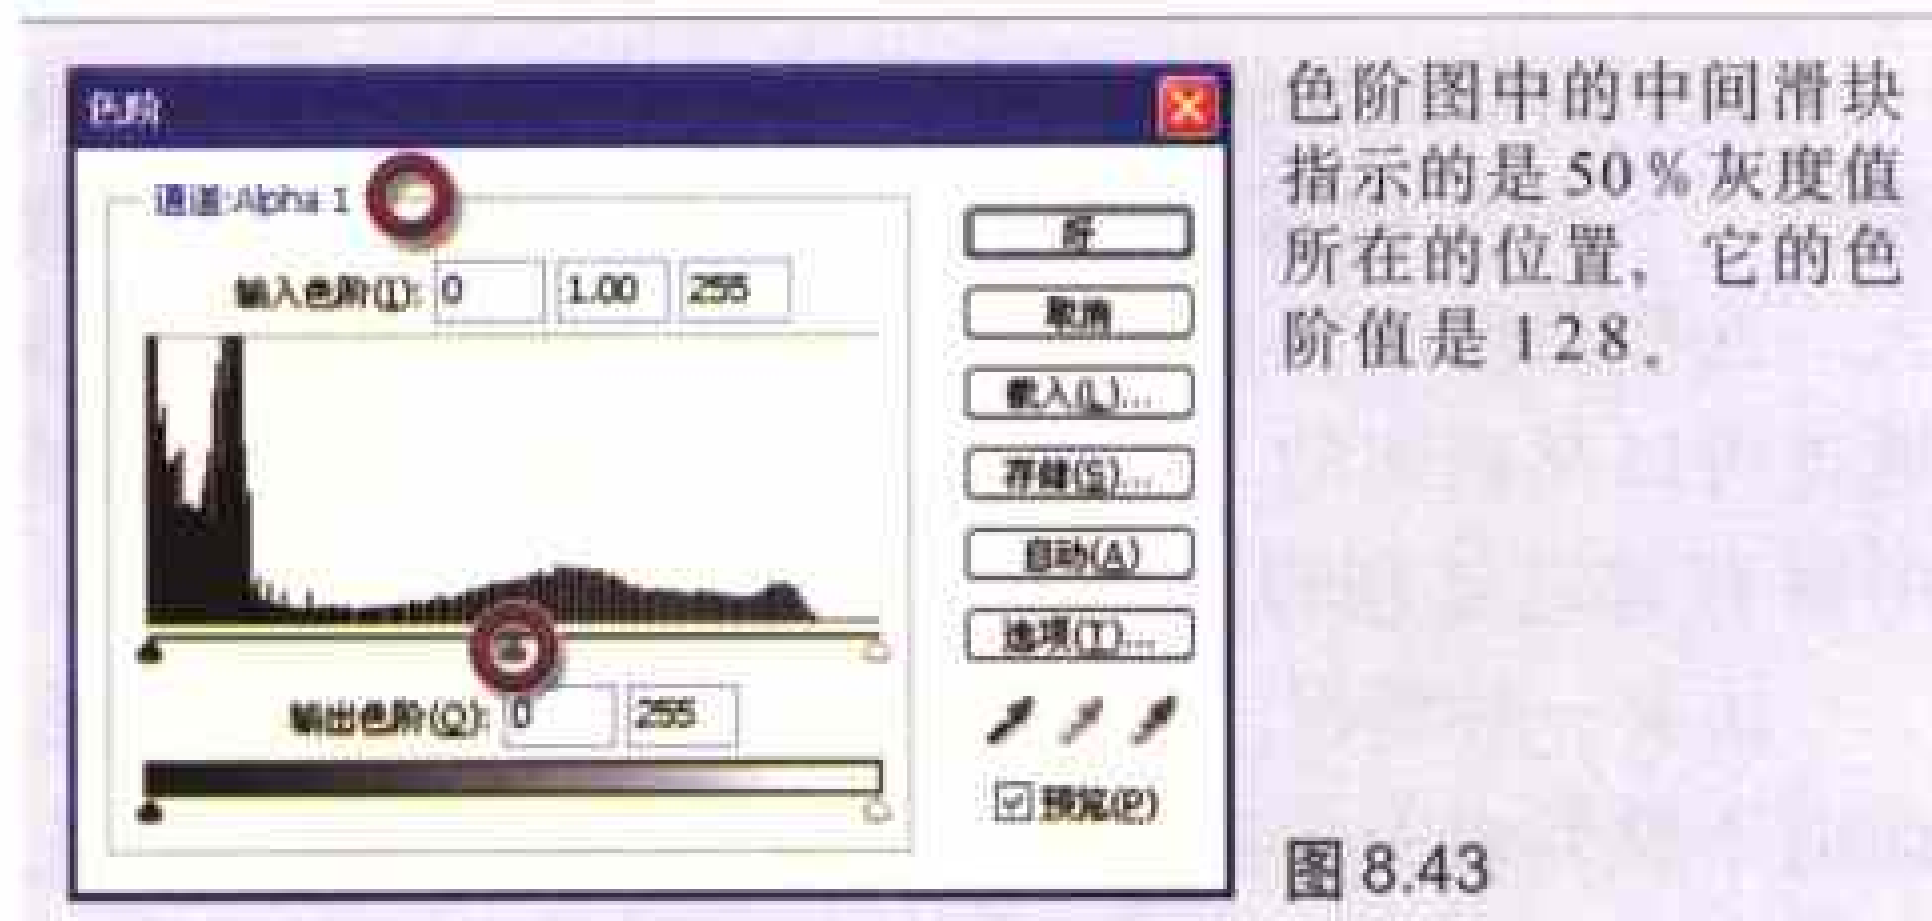 色阶
通道:Alpha 1
输入色阶(I): 0 1.00 255
输出色阶(O): 0 255
好
取消
载入(L)...
存储(S)...
自动(A)
选项(T)...
预览(P)
色阶图中的中间滑块
指示的是50%灰度值
所在的位置，它的色
阶值是128。
图8.43